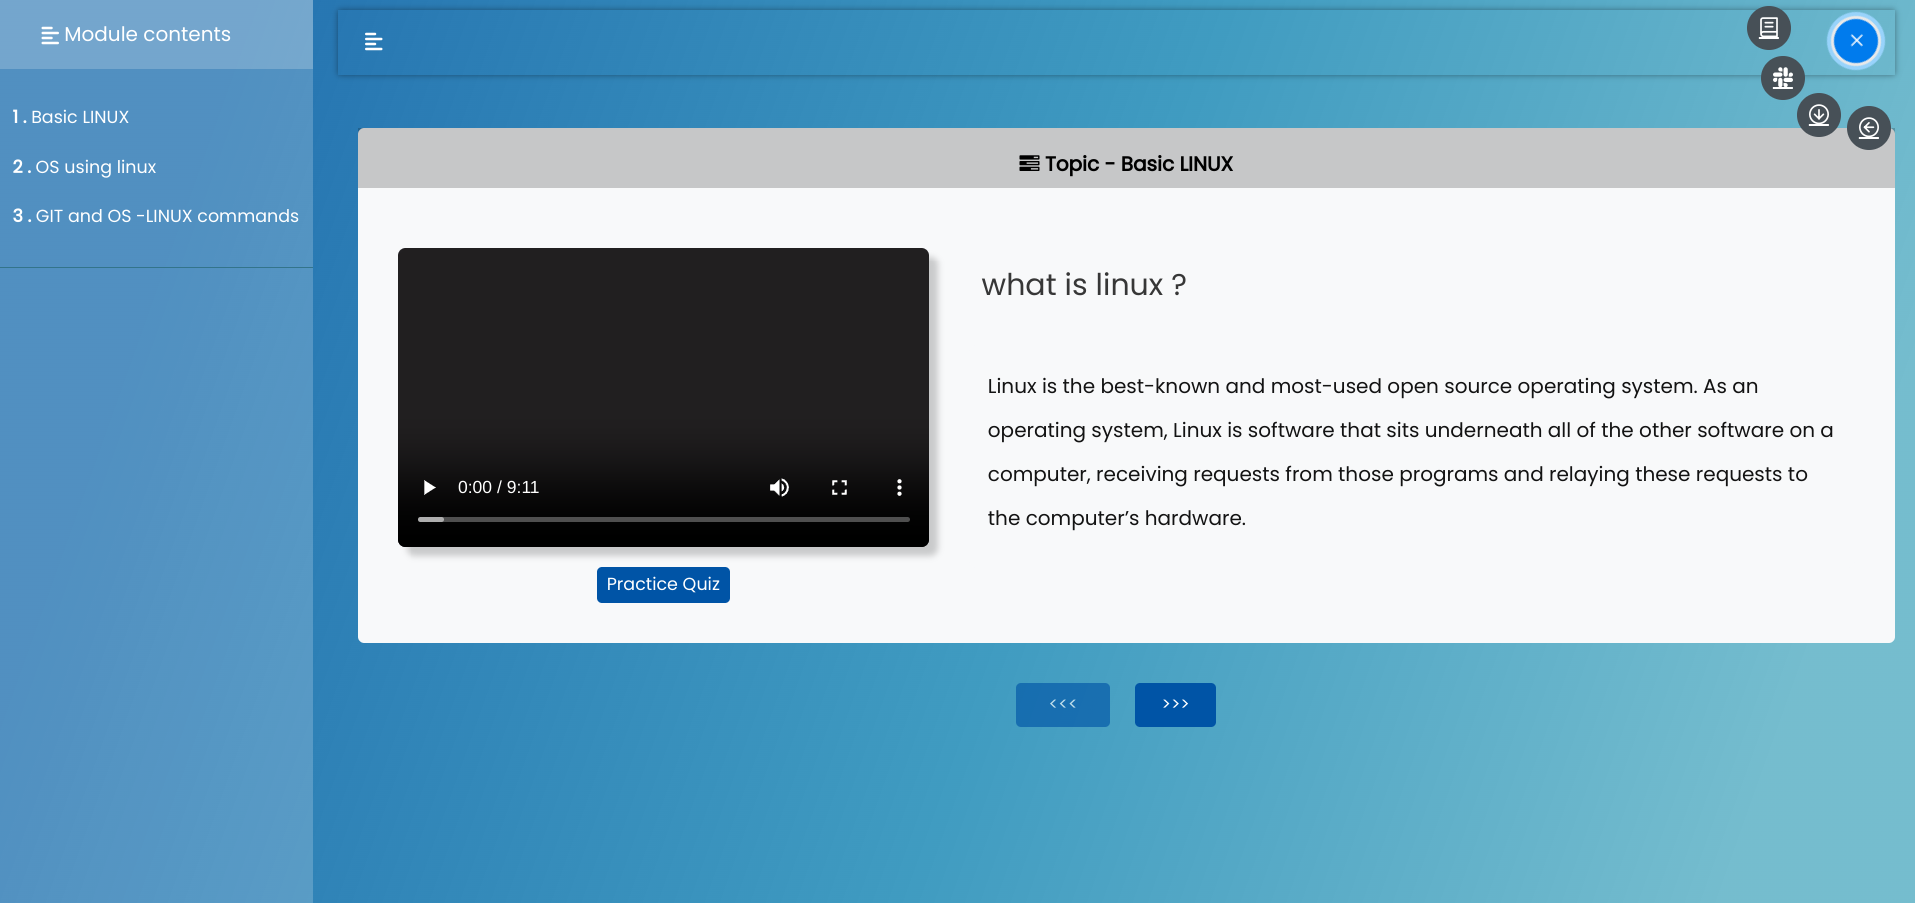 Module contents
1 . Basic LINUX
2 . OS using linux
3 . GIT and OS -LINUX commands
Topic - Basic LINUX
what is linux ?
Linux is the best-known and most-used open source operating system. As an
operating system, Linux is software that sits underneath all of the other software on a
computer, receiving requests from those programs and relaying these requests to
the computer’s hardware.
0:00 / 9:11
Practice Quiz
<<<
>>>